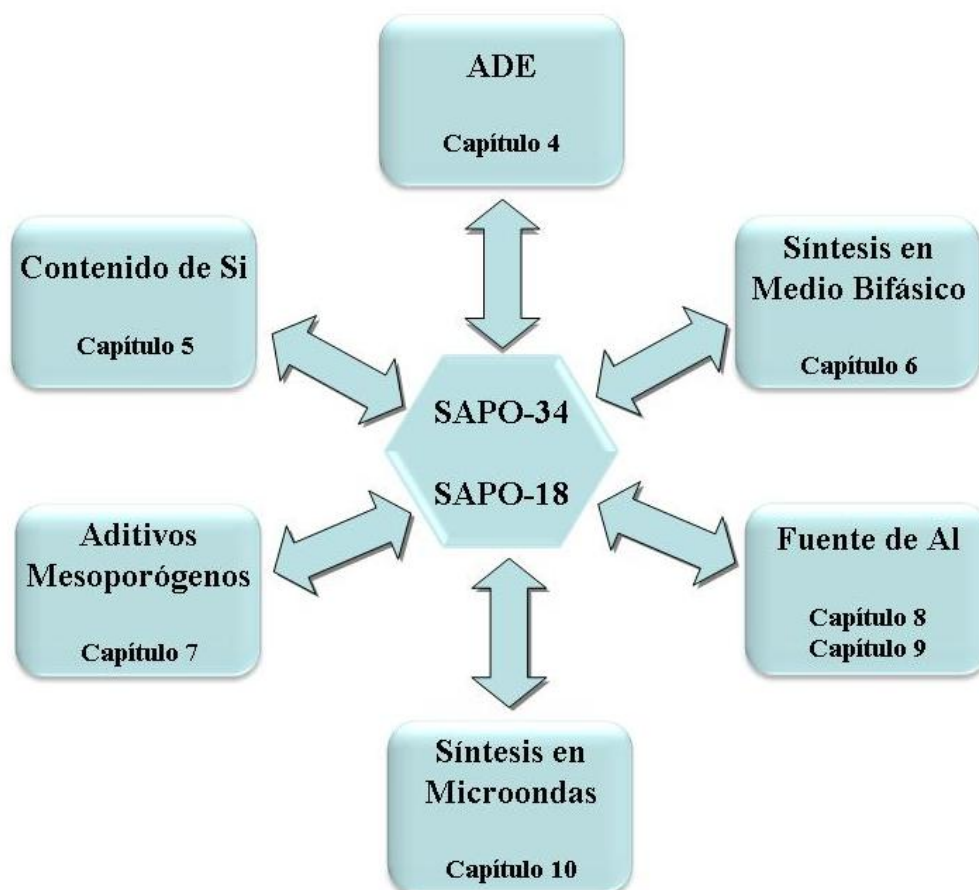 ADE
Capítulo 4
Contenido de Si
Capítulo 5
Síntesis en
Medio Bifásico
Capítulo 6
SAPO-34
SAPO-18
Aditivos
Mesoporógenos
Capítulo 7
Fuente de Al
Capítulo 8
Capítulo 9
Síntesis en
Microondas
Capítulo 10